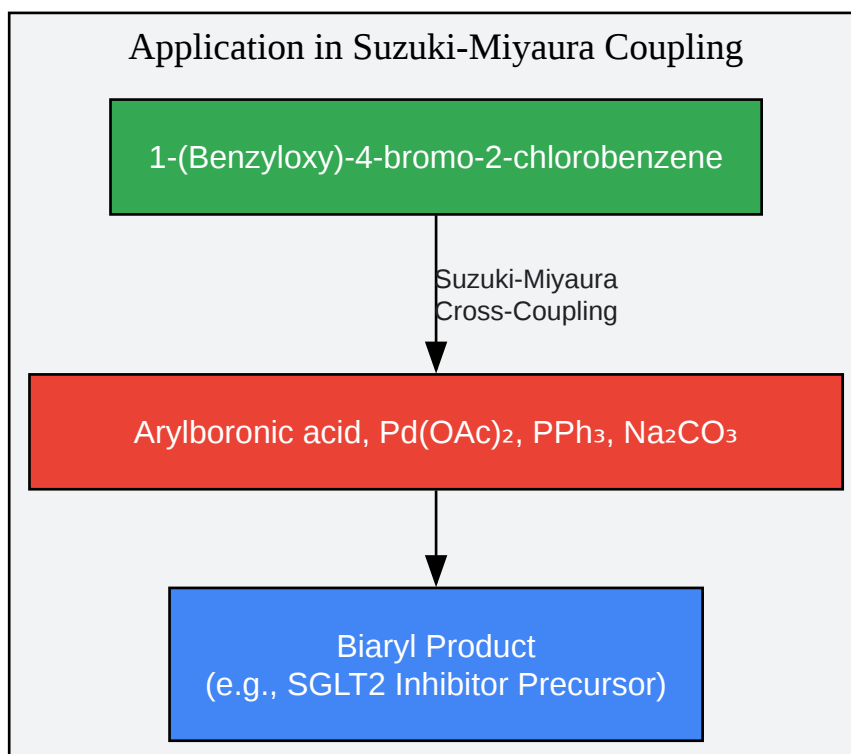 Application in Suzuki-Miyaura Coupling
1-(Benzyloxy)-4-bromo-2-chlorobenzene
Suzuki-Miyaura
Cross-Coupling
Arylboronic acid, Pd(OAc)₂, PPh₃, Na₂CO₃
Biaryl Product
(e.g., SGLT2 Inhibitor Precursor)